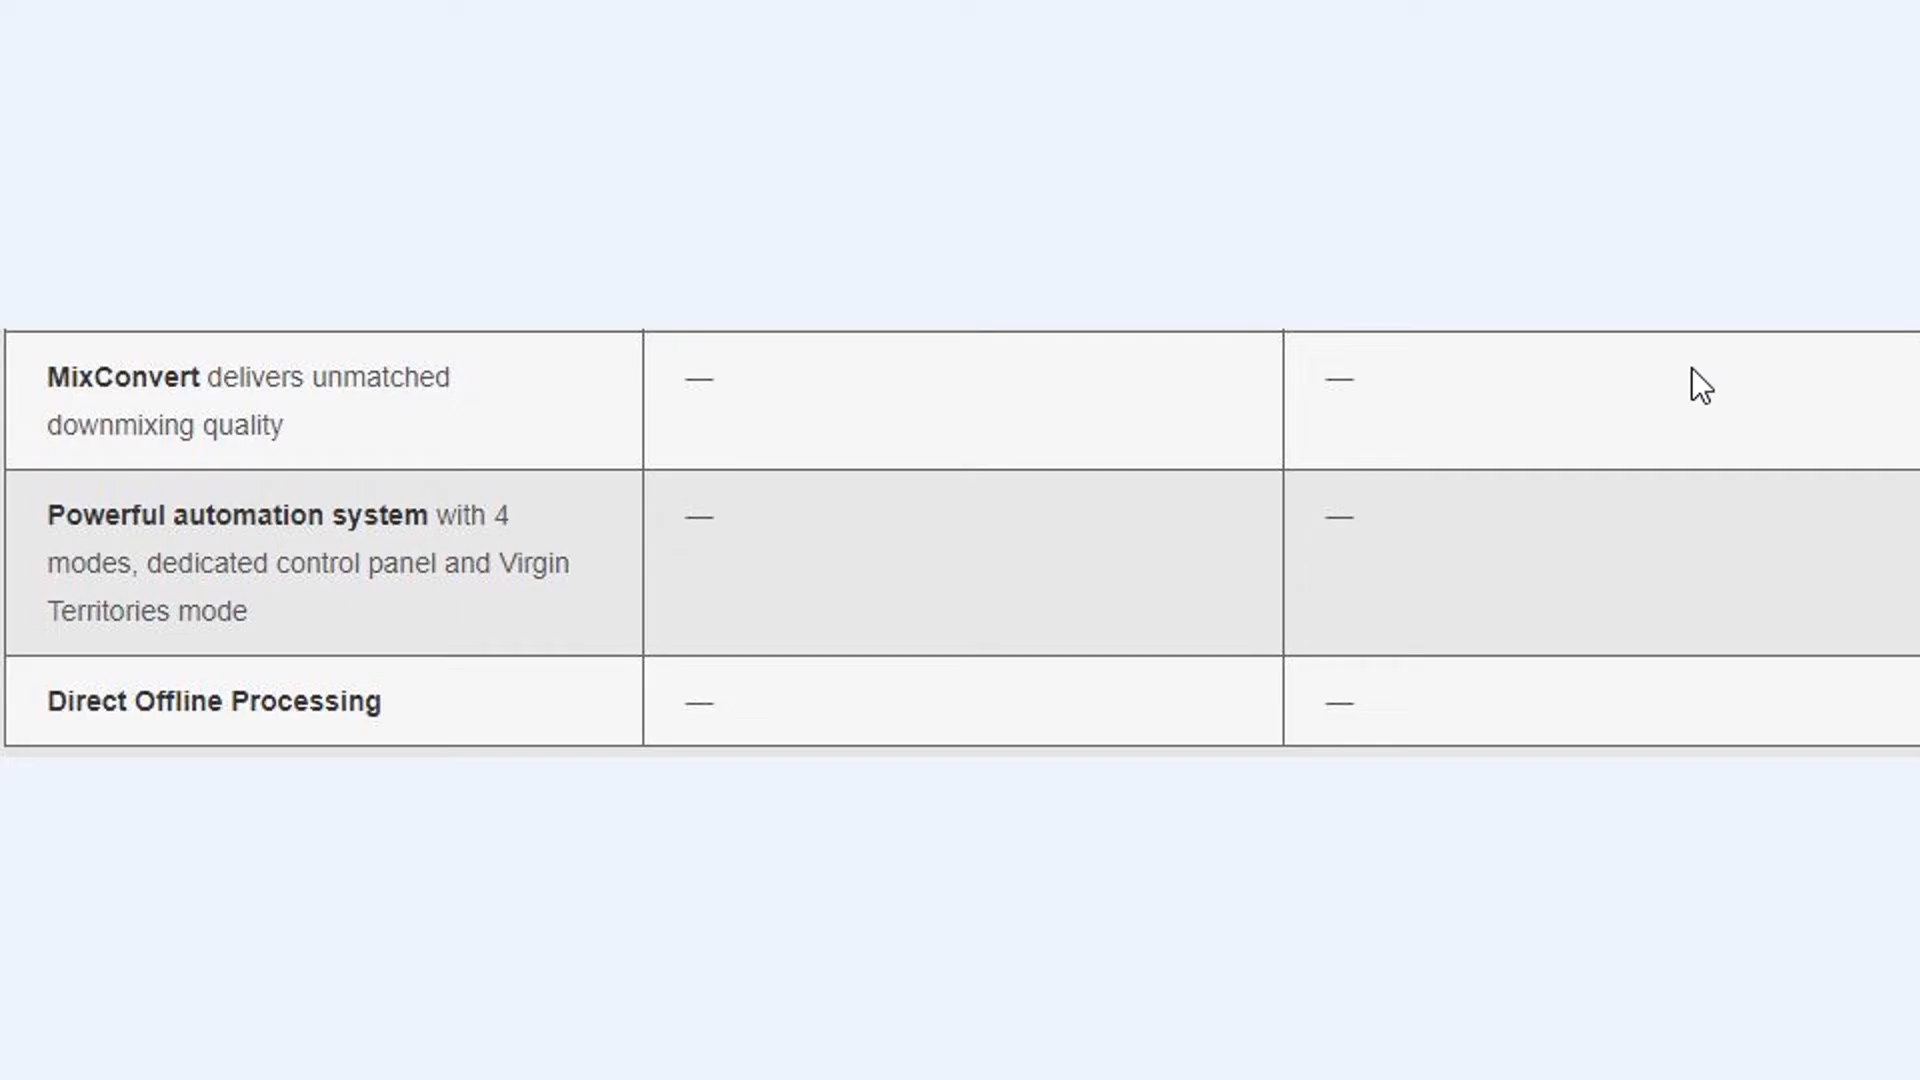 MixConvert delivers unmatched — —
downmixing quality
Powerful automation system with 4 — —
modes, dedicated control panel and Virgin
Territories mode
Direct Offline Processing — —